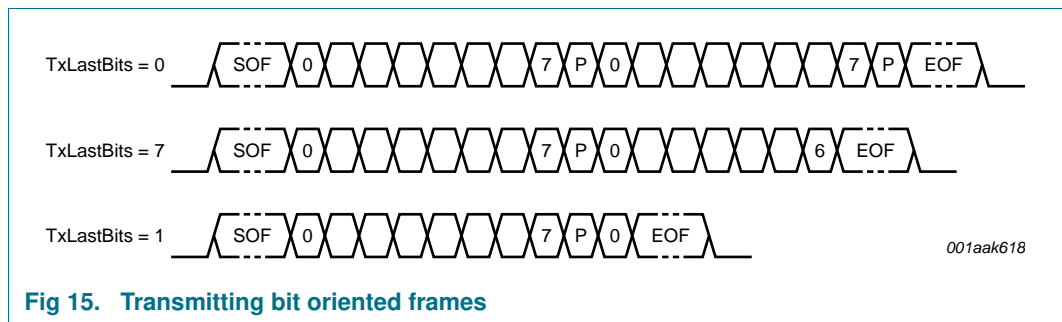 TxLastBits = 0 SOF 0 7 P 0 7 P EOF
TxLastBits = 7 SOF 0 7 P 0 6 EOF
TxLastBits = 1 SOF 0 7 P 0 EOF
001aak618
Fig 15. Transmitting bit oriented frames